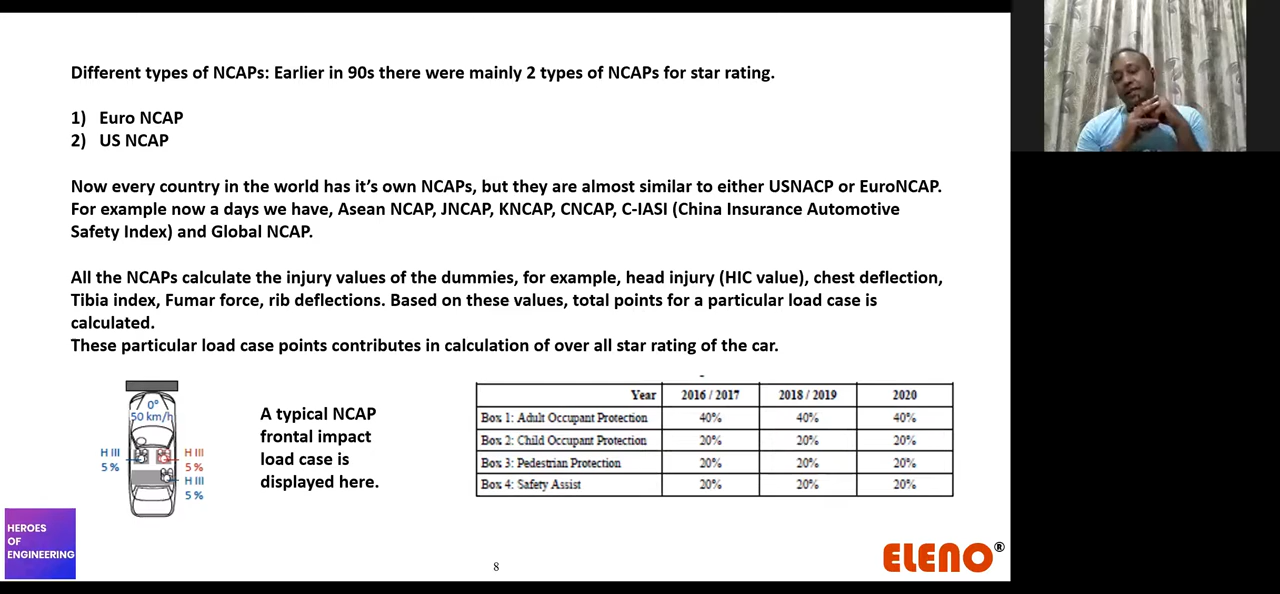 Different types of NCAPs: Earlier in 90s there were mainly 2 types of NCAPs for star rating.
1) Euro NCAP
2) US NCAP
Now every country in the world has it's own NCAPs, but they are almost similar to either USNACP or EuroNCAP.
For example now a days we have, Asean NCAP, JNCAP, KNCAP, CNCAP, C-IASI (China Insurance Automotive
Safety Index) and Global NCAP.
All the NCAPs calculate the injury values of the dummies, for example, head injury (HIC value), chest deflection,
Tibia index, Fumar force, rib deflections. Based on these values, total points for a particular load case is
calculated.
These particular load case points contributes in calculation of over all star rating of the car.
0°
50 km/h
H III
5 %
H III
5 %
H III
5 %
A typical NCAP
frontal impact
load case is
displayed here.
Year 2016 / 2017 2018 / 2019 2020
Box 1: Adult Occupant Protection 40% 40% 40%
Box 2: Child Occupant Protection 20% 20% 20%
Box 3: Pedestrian Protection 20% 20% 20%
Box 4: Safety Assist 20% 20% 20%
HEROES
OF
ENGINEERING
8
ELENO®